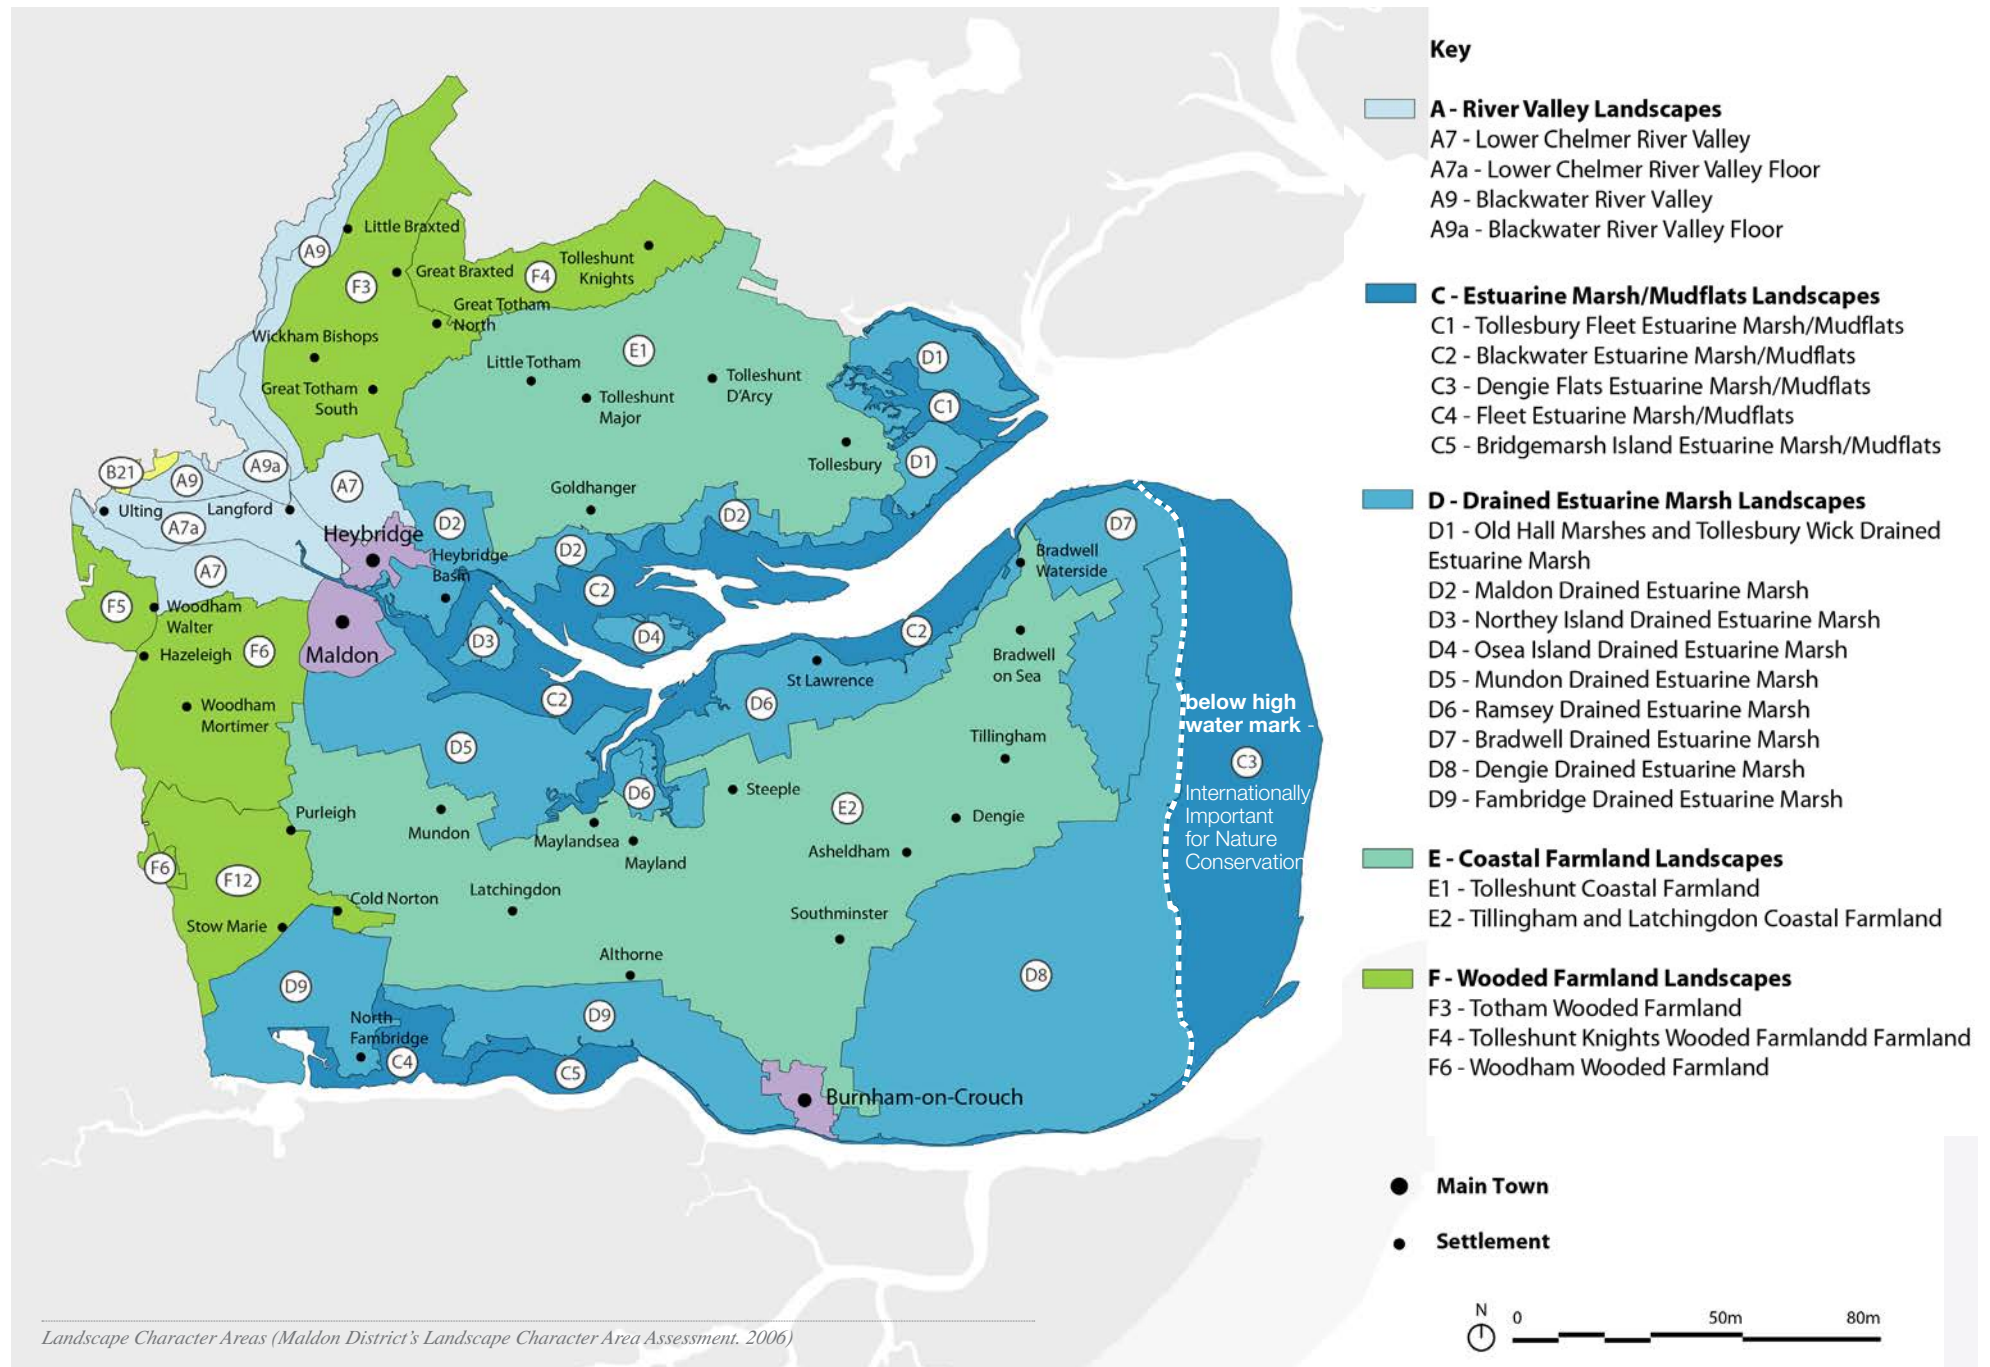 Key
A - River Valley Landscapes
A7 - Lower Chelmer River Valley
A7a - Lower Chelmer River Valley Floor
A9 - Blackwater River Valley
A9a - Blackwater River Valley Floor
C - Estuarine Marsh/Mudflats Landscapes
C1 - Tollesbury Fleet Estuarine Marsh/Mudflats
C2 - Blackwater Estuarine Marsh/Mudflats
C3 - Dengie Flats Estuarine Marsh/Mudflats
C4 - Fleet Estuarine Marsh/Mudflats
C5 - Bridgemarsh Island Estuarine Marsh/Mudflats
D - Drained Estuarine Marsh Landscapes
D1 - Old Hall Marshes and Tollesbury Wick Drained
Estuarine Marsh
D2 - Maldon Drained Estuarine Marsh
D3 - Northey Island Drained Estuarine Marsh
D4 - Osea Island Drained Estuarine Marsh
D5 - Mundon Drained Estuarine Marsh
D6 - Ramsey Drained Estuarine Marsh
D7 - Bradwell Drained Estuarine Marsh
D8 - Dengie Drained Estuarine Marsh
D9 - Fambridge Drained Estuarine Marsh
E - Coastal Farmland Landscapes
E1 - Tolleshunt Coastal Farmland
E2 - Tillingham and Latchingdon Coastal Farmland
F - Wooded Farmland Landscapes
F3 - Totham Wooded Farmland
F4 - Tolleshunt Knights Wooded Farmlandd Farmland
F6 - Woodham Wooded Farmland
Main Town
Settlement
N
0
50m
80m
Little Braxted
A9
Great Braxted
F3
F4
Tolleshunt
Knights
Great Totham
North
Wickham Bishops
Great Totham
South
Little Totham
E1
Tolleshunt
Major
Tolleshunt
D'Arcy
D1
C1
D1
Tollesbury
B21
A9
A9a
A7
Ulting
Langford
A7a
A7
Heybridge
D2
Heybridge
Basin
Goldhanger
D2
D2
C2
D7
Bradwell
Waterside
F5
Woodham
Walter
Hazeleigh
F6
Maldon
D3
D4
C2
St Lawrence
Bradwell
on Sea
Woodham
Mortimer
C2
D6
D5
below high
water mark -
C3
Internationally
Important
for Nature
Conservation
Tillingham
Steeple
D6
E2
Dengie
Purleigh
Mundon
Maylandsea
Mayland
Asheldham
F6
F12
Cold Norton
Latchingdon
Southminster
Stow Marie
Althorne
D9
D8
D9
North
Fambridge
C4
C5
Burnham-on-Crouch
Landscape Character Areas (Maldon District's Landscape Character Area Assessment. 2006)